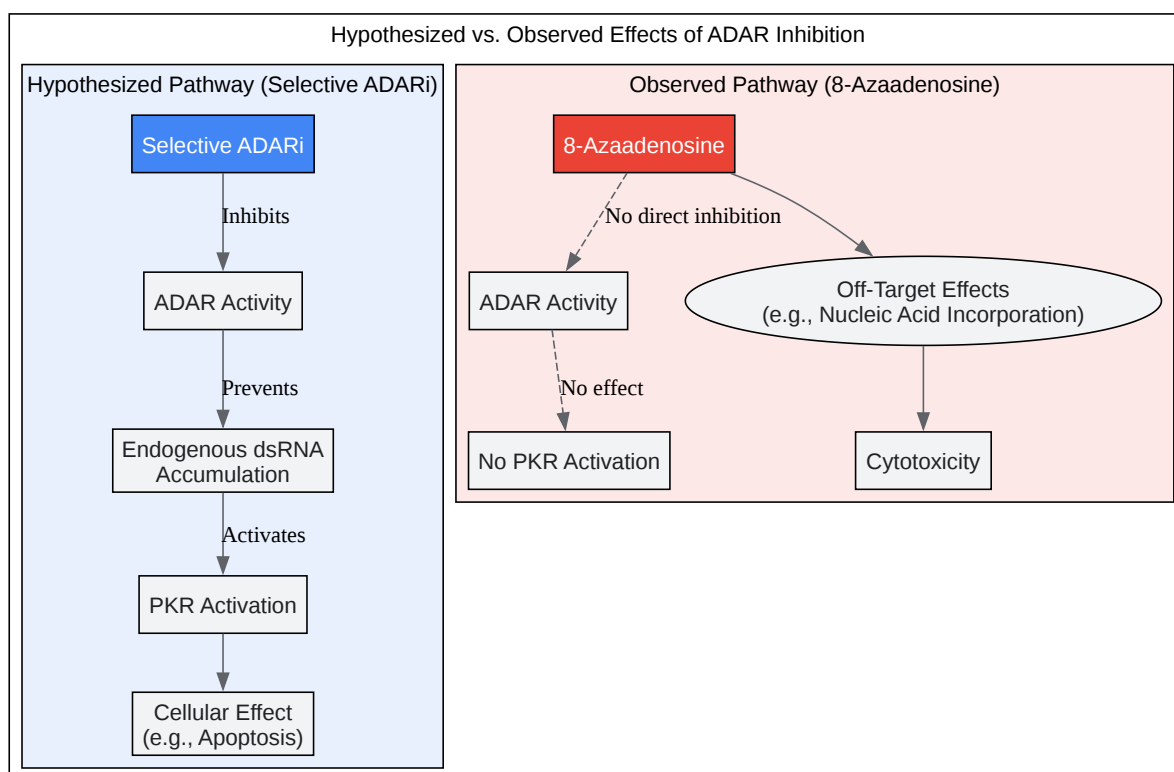 Hypothesized vs. Observed Effects of ADAR Inhibition
Hypothesized Pathway (Selective ADARi)
Selective ADARi
Inhibits
ADAR Activity
Prevents
Endogenous dsRNA
Accumulation
Activates
PKR Activation
Cellular Effect
(e.g., Apoptosis)
Observed Pathway (8-Azaadenosine)
8-Azaadenosine
No direct inhibition
ADAR Activity
Off-Target Effects
(e.g., Nucleic Acid Incorporation)
No effect
No PKR Activation
Cytotoxicity